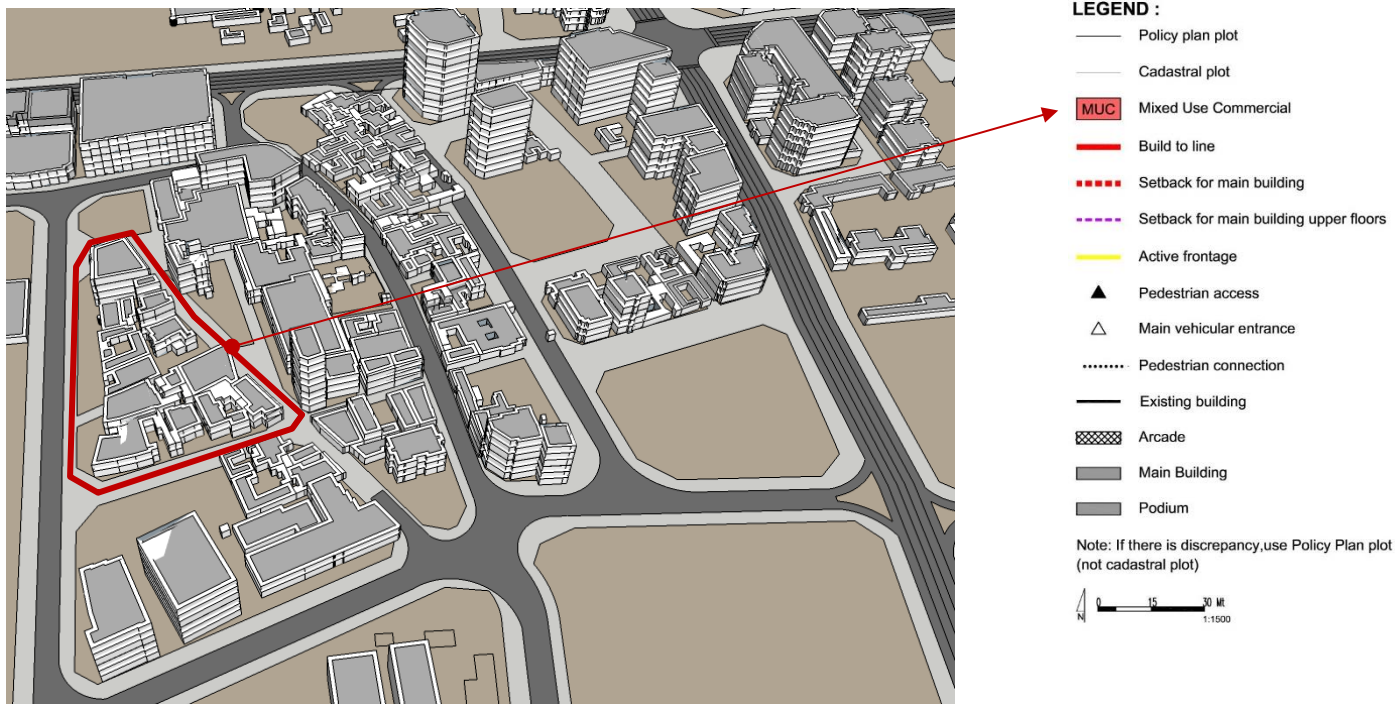 LEGEND :
Policy plan plot
Cadastral plot
MUC Mixed Use Commercial
Build to line
Setback for main building
Setback for main building upper floors
Active frontage
Pedestrian access
Main vehicular entrance
Pedestrian connection
Existing building
Arcade
Main Building
Podium
Note: If there is discrepancy,use Policy Plan plot
(not cadastral plot)
0 15 30 Mt
N 1:1500